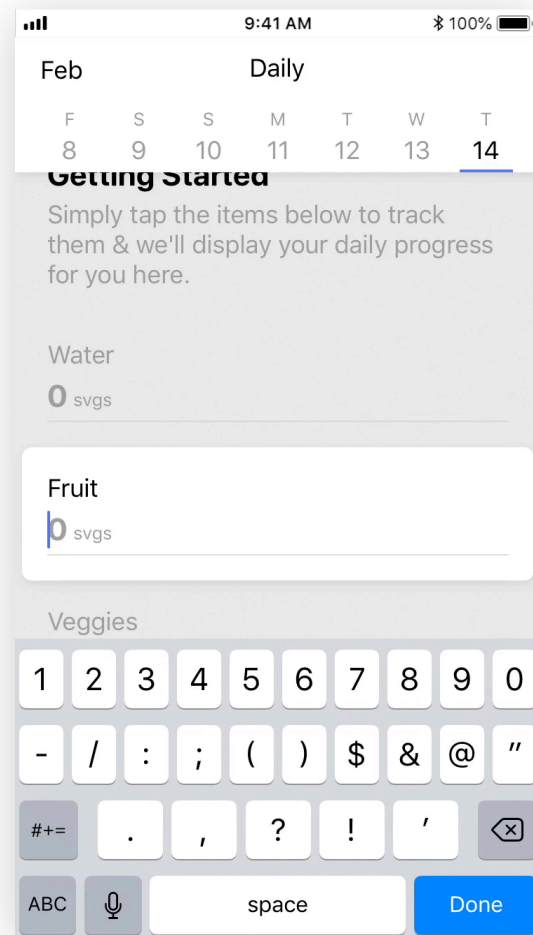 9:41 AM 100%
Feb Daily
F S S M T W T
8 9 10 11 12 13 14
Getting Started
Simply tap the items below to track
them & we'll display your daily progress
for you here.
Water
0 svgs
Fruit
0 svgs
Veggies
1 2 3 4 5 6 7 8 9 0
- / : ; ( ) $ & @ "
#+= . , ? ! '
ABC space Done